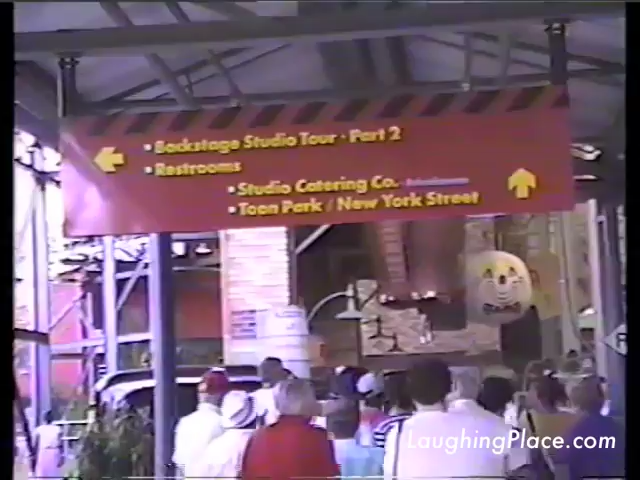 • Backstage Studio Tour - Part 2
• Restrooms
• Studio Catering Co.
• Toon Park / New York Street
LaughingPlace.com